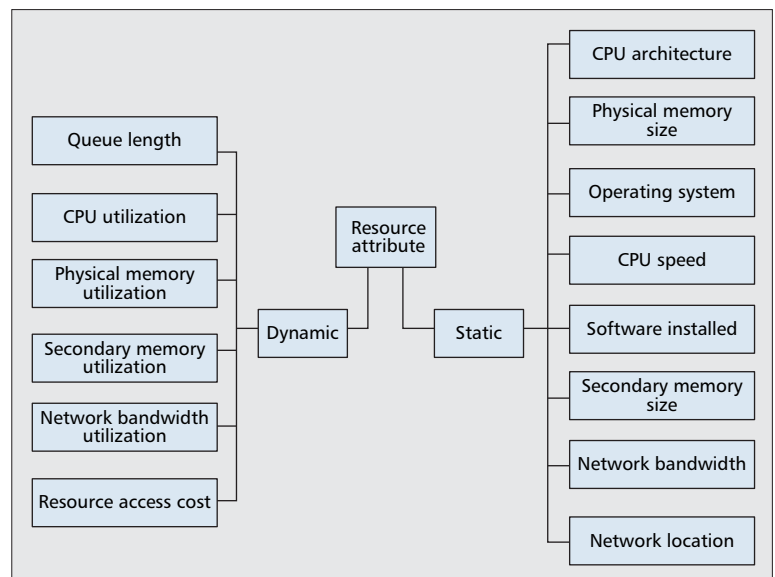 Queue length
CPU utilization
Physical memory
utilization
Secondary memory
utilization
Network bandwidth
utilization
Resource access cost
Dynamic
Resource
attribute
Static
CPU architecture
Physical memory
size
Operating system
CPU speed
Software installed
Secondary memory
size
Network bandwidth
Network location